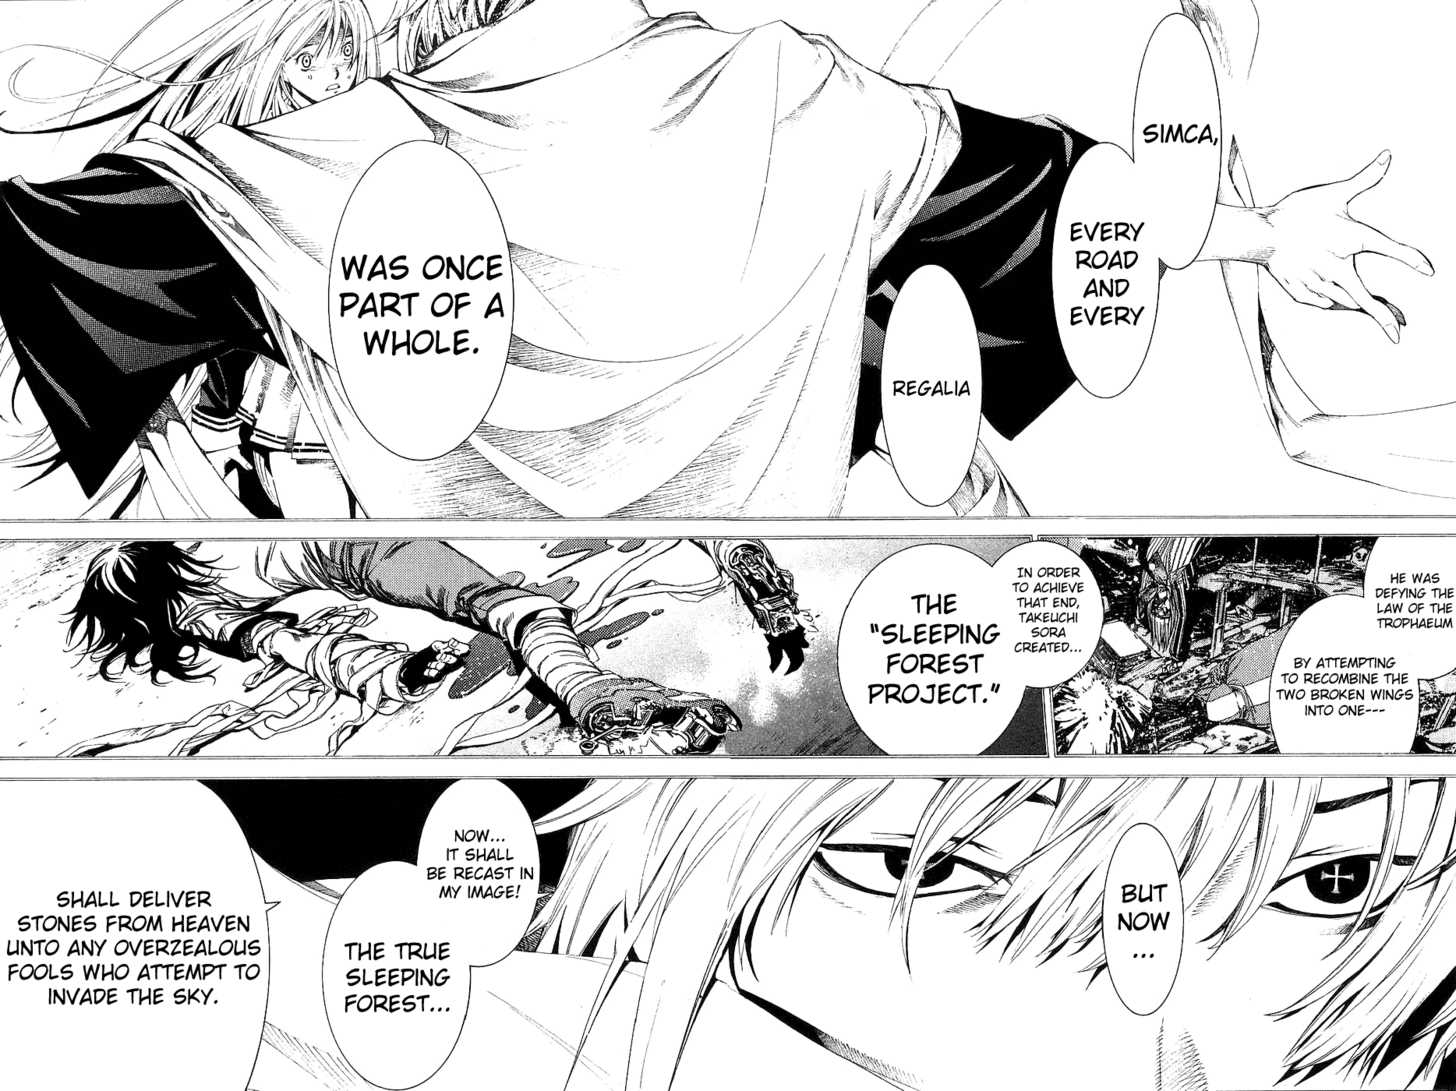 SIMCA,
EVERY
ROAD
AND
EVERY
REGALIA
WAS ONCE
PART OF A
WHOLE.
HE WAS
DEFYING THE
LAW OF THE
TROPHAEUM
BY ATTEMPTING
TO RECOMBINE THE
TWO BROKEN WINGS
INTO ONE---
IN ORDER
TO ACHIEVE
THAT END,
TAKEUCHI
SORA
CREATED...
THE
"SLEEPING
FOREST
PROJECT."
BUT
NOW
...
NOW...
IT SHALL
BE RECAST IN
MY IMAGE!
THE TRUE
SLEEPING
FOREST...
SHALL DELIVER
STONES FROM HEAVEN
UNTO ANY OVERZEALOUS
FOOLS WHO ATTEMPT TO
INVADE THE SKY.